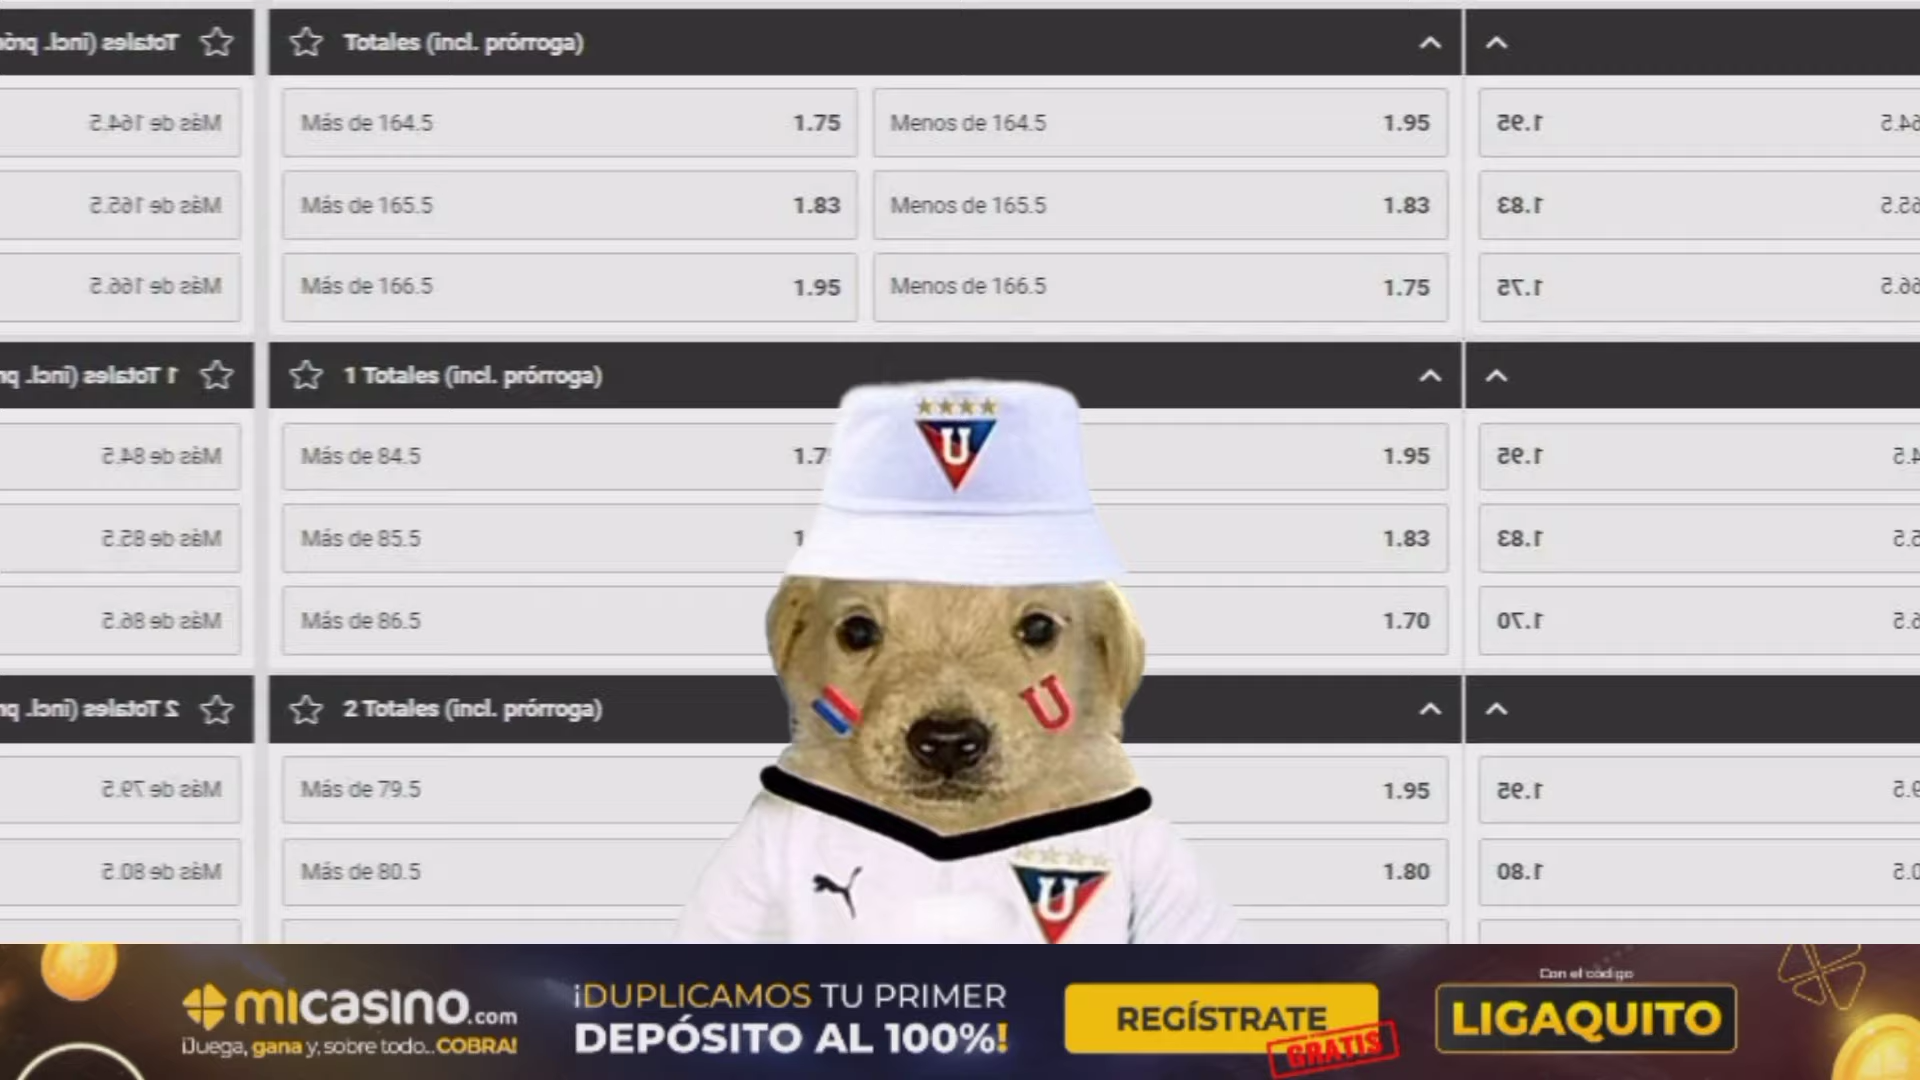 Totales (incl. prórroga)
Más de 164.5 1.75 Menos de 164.5 1.95
Más de 165.5 1.83 Menos de 165.5 1.83
Más de 166.5 1.95 Menos de 166.5 1.75
1 Totales (incl. prórroga)
Más de 84.5 1.95
Más de 85.5 1.83
Más de 86.5 1.70
2 Totales (incl. prórroga)
Más de 79.5 1.95
Más de 80.5 1.80
U
U
U
micasino.com
¡Juega, gana y, sobre todo... COBRA!
¡DUPLICAMOS TU PRIMER
DEPÓSITO AL 100%!
REGÍSTRATE
GRATIS
Con el código
LIGAQUITO